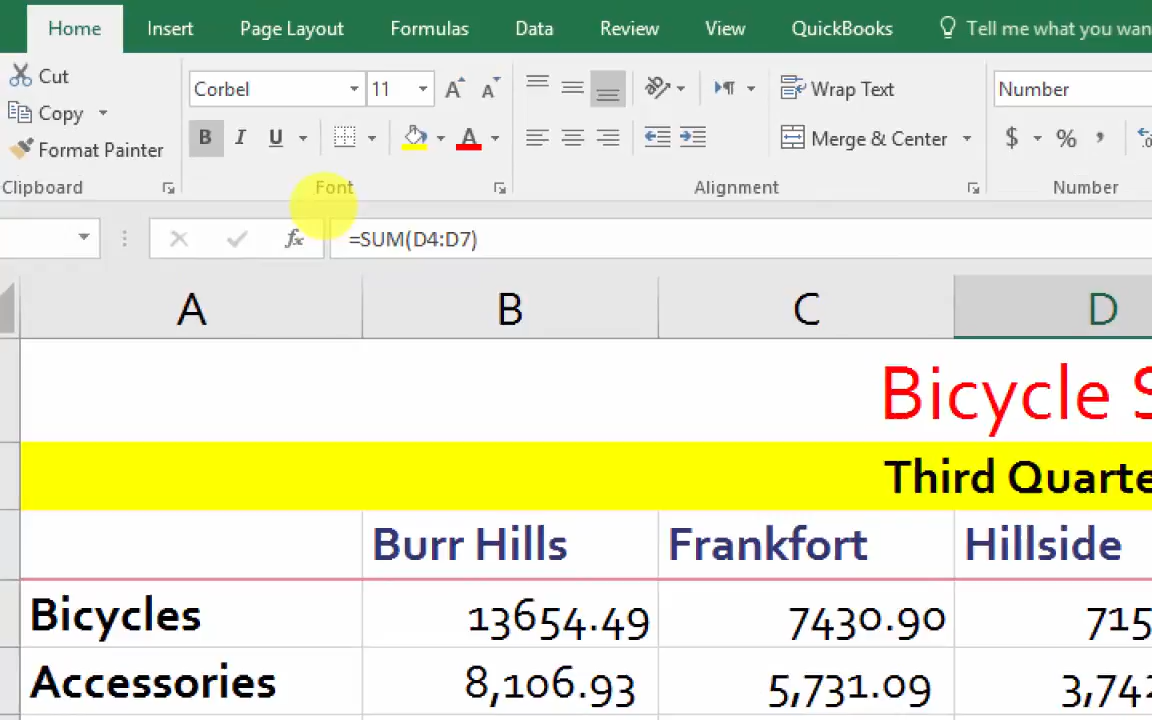 Home Insert Page Layout Formulas Data Review View QuickBooks Tell me what you wan
Cut Corbel 11 Wrap Text Number
Copy
Format Painter B I U A Merge & Center $ % ,
Clipboard Font Alignment Number
fx =SUM(D4:D7)
A B C D
Bicycle S
Third Quarte
Burr Hills Frankfort Hillside
Bicycles 13654.49 7430.90 715
Accessories 8,106.93 5,731.09 3,742